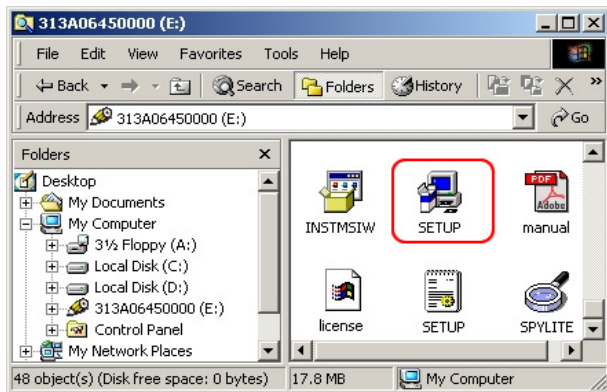 313A06450000 (E:)
File Edit View Favorites Tools Help
Back Search Folders History »
Address 313A06450000 (E:) Go
Folders x
Desktop
My Documents
My Computer
3½ Floppy (A:)
Local Disk (C:)
Local Disk (D:)
313A06450000 (E:)
Control Panel
My Network Places
INSTMSIW SETUP PDF Adobe manual
license SETUP SPYLITE
48 object(s) (Disk free space: 0 bytes) 17.8 MB My Computer